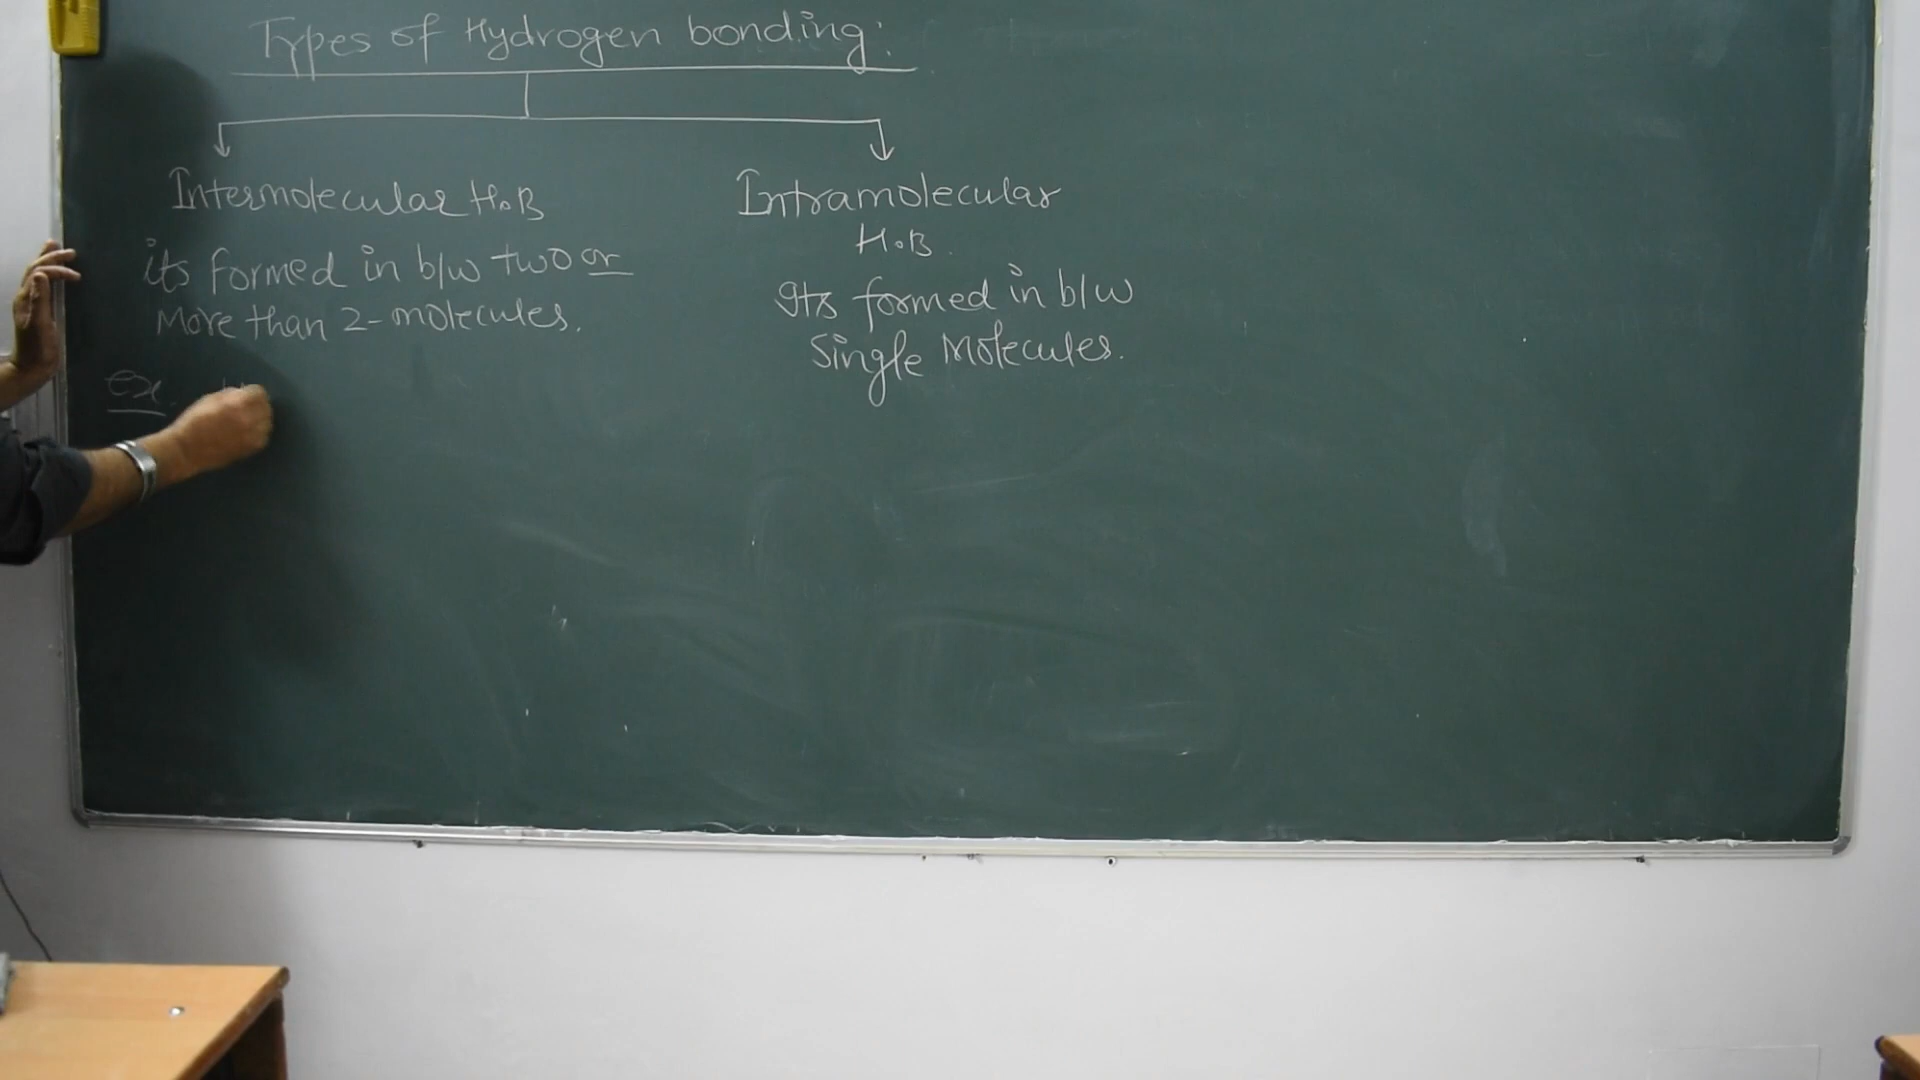 Types of Hydrogen bonding:
Intermolecular H.B
its formed in b/w two or
More than 2-molecules.
Ex.
Intramolecular
H.B.
Its formed in b/w
Single Molecules.